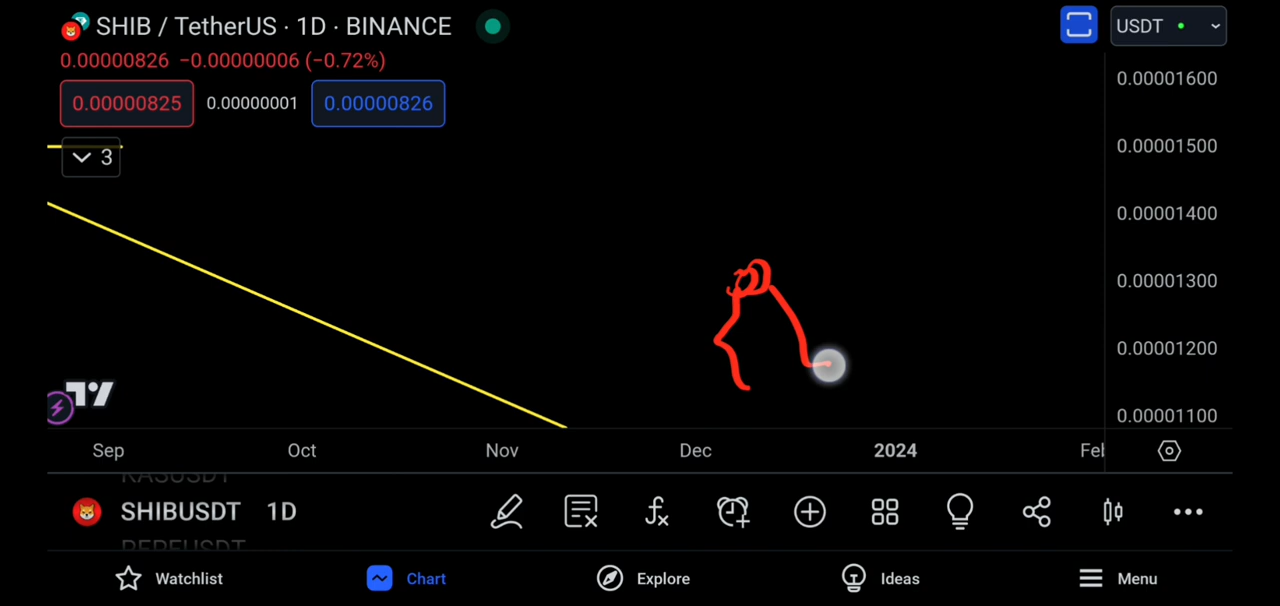 SHIB / TetherUS · 1D · BINANCE
USDT
0.00000826 −0.00000006 (−0.72%)
0.00000825 0.00000001 0.00000826
3
0.00001600
0.00001500
0.00001400
0.00001300
0.00001200
0.00001100
Sep Oct Nov Dec 2024 Feb
KASUSDT
SHIBUSDT 1D
PEPEUSDT
Watchlist Chart Explore Ideas Menu